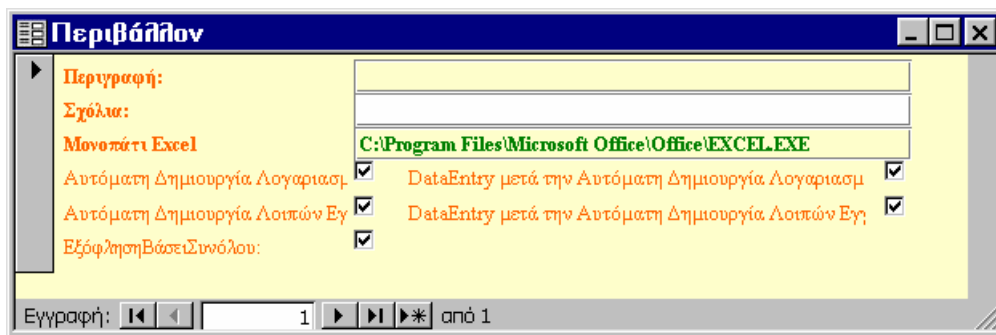 Περιβάλλον
Περιγραφή:
Σχόλια:
Μονοπάτι Excel C:\Program Files\Microsoft Office\Office\EXCEL.EXE
Αυτόματη Δημιουργία Λογαριασμ DataEntry μετά την Αυτόματη Δημιουργία Λογαριασμ
Αυτόματη Δημιουργία Λοιπών Εγ DataEntry μετά την Αυτόματη Δημιουργία Λοιπών Εγγ
ΕξόφλησηΒάσειΣυνόλου:
Εγγραφή: 1 από 1